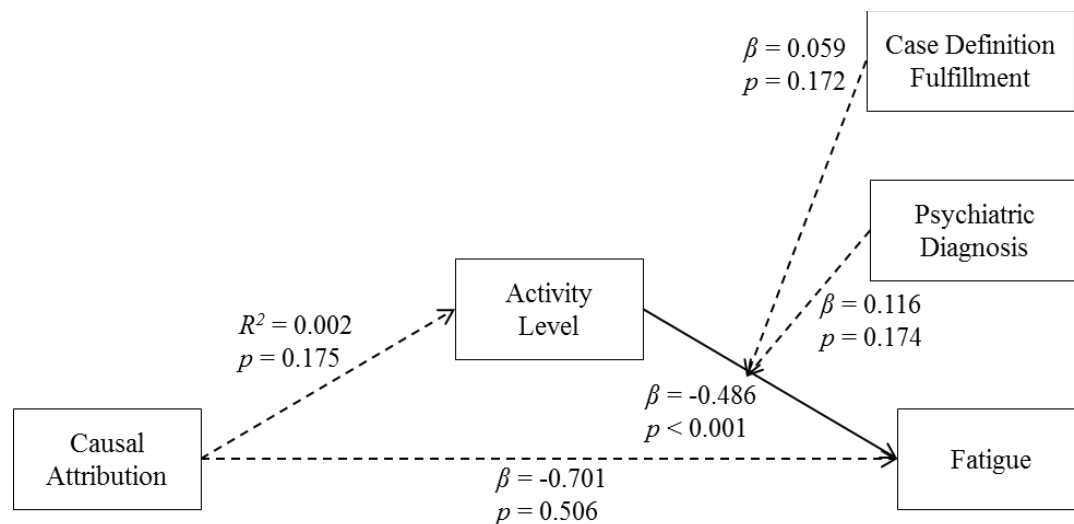 β = 0.059
p = 0.172
Case Definition
Fulfillment
Psychiatric
Diagnosis
β = 0.116
p = 0.174
Activity
Level
R² = 0.002
p = 0.175
β = -0.486
p < 0.001
Causal
Attribution
Fatigue
β = -0.701
p = 0.506